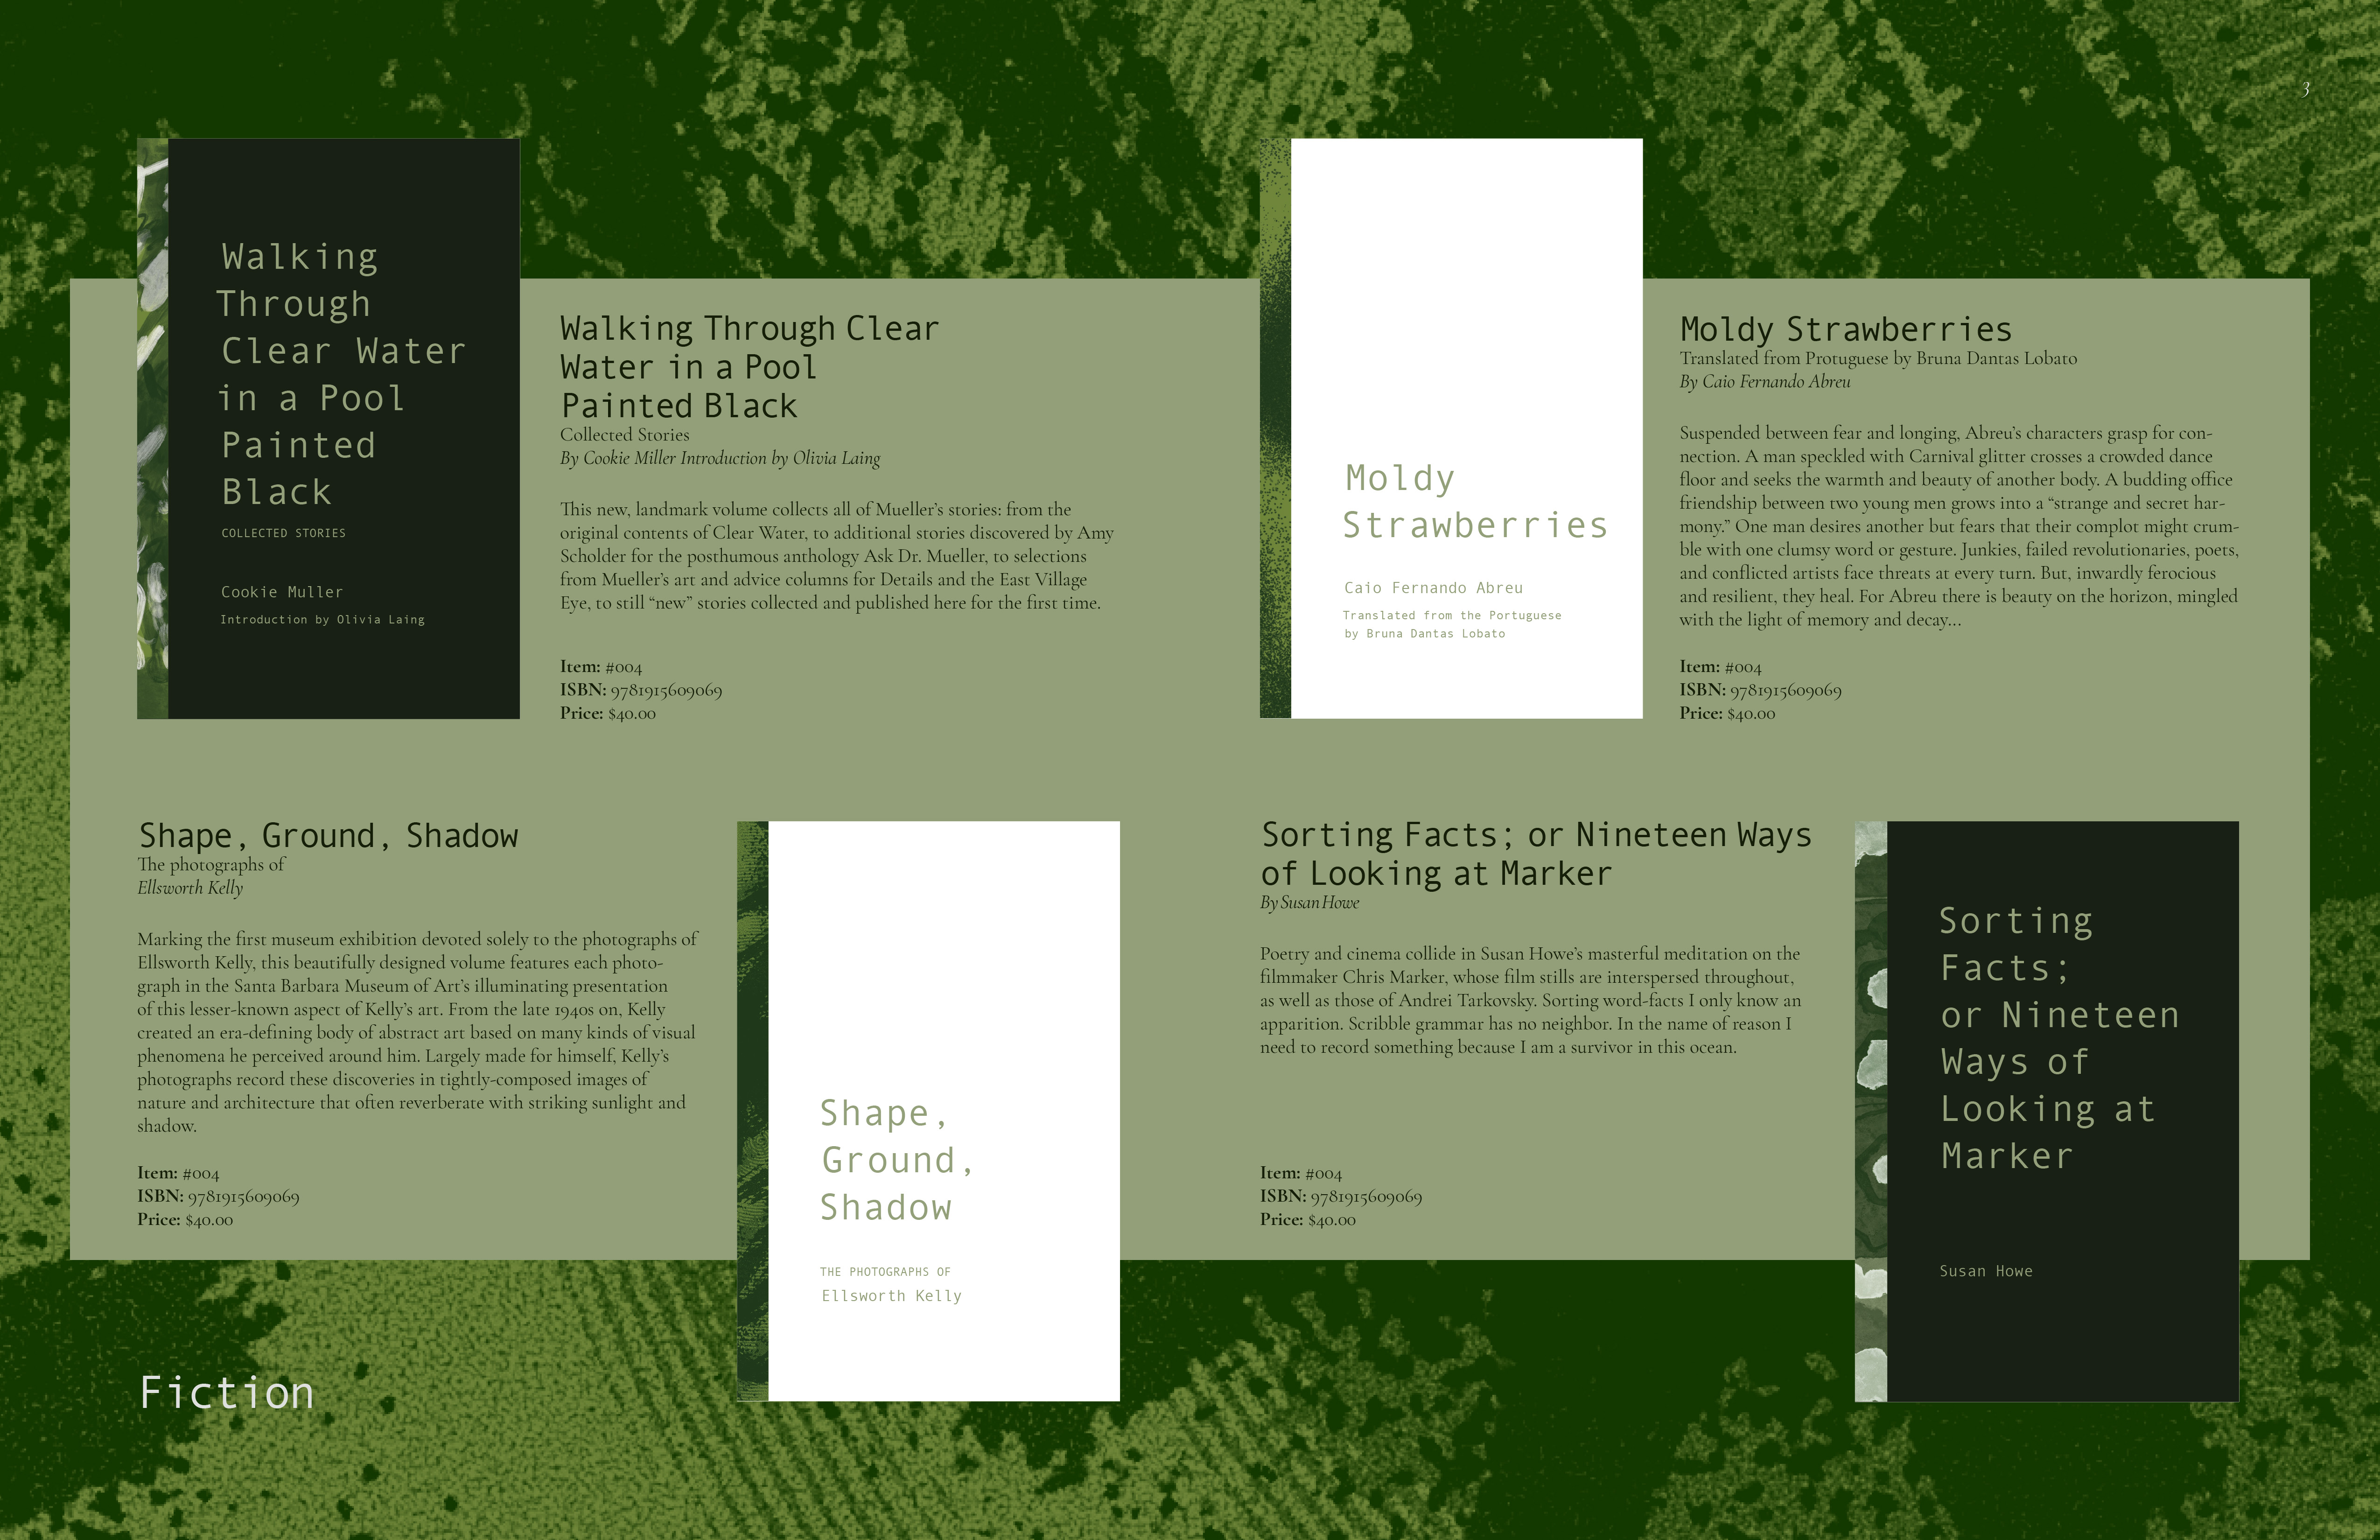 3
Walking
Through
Clear Water
in a Pool
Painted
Black
COLLECTED STORIES
Cookie Muller
Introduction by Olivia Laing
Walking Through Clear
Water in a Pool
Painted Black
Collected Stories
By Cookie Miller Introduction by Olivia Laing
This new, landmark volume collects all of Mueller’s stories: from the
original contents of Clear Water, to additional stories discovered by Amy
Scholder for the posthumous anthology Ask Dr. Mueller, to selections
from Mueller’s art and advice columns for Details and the East Village
Eye, to still “new” stories collected and published here for the first time.
Item: #004
ISBN: 9781915609069
Price: $40.00
Moldy
Strawberries
Caio Fernando Abreu
Translated from the Portuguese
by Bruna Dantas Lobato
Moldy Strawberries
Translated from Protuguese by Bruna Dantas Lobato
By Caio Fernando Abreu
Suspended between fear and longing, Abreu’s characters grasp for con-
nection. A man speckled with Carnival glitter crosses a crowded dance
floor and seeks the warmth and beauty of another body. A budding office
friendship between two young men grows into a “strange and secret har-
mony.” One man desires another but fears that their complot might crum-
ble with one clumsy word or gesture. Junkies, failed revolutionaries, poets,
and conflicted artists face threats at every turn. But, inwardly ferocious
and resilient, they heal. For Abreu there is beauty on the horizon, mingled
with the light of memory and decay...
Item: #004
ISBN: 9781915609069
Price: $40.00
Shape, Ground, Shadow
The photographs of
Ellsworth Kelly
Marking the first museum exhibition devoted solely to the photographs of
Ellsworth Kelly, this beautifully designed volume features each photo-
graph in the Santa Barbara Museum of Art’s illuminating presentation
of this lesser-known aspect of Kelly’s art. From the late 1940s on, Kelly
created an era-defining body of abstract art based on many kinds of visual
phenomena he perceived around him. Largely made for himself, Kelly’s
photographs record these discoveries in tightly-composed images of
nature and architecture that often reverberate with striking sunlight and
shadow.
Item: #004
ISBN: 9781915609069
Price: $40.00
Shape,
Ground,
Shadow
THE PHOTOGRAPHS OF
Ellsworth Kelly
Sorting Facts; or Nineteen Ways
of Looking at Marker
By Susan Howe
Poetry and cinema collide in Susan Howe’s masterful meditation on the
filmmaker Chris Marker, whose film stills are interspersed throughout,
as well as those of Andrei Tarkovsky. Sorting word-facts I only know an
apparition. Scribble grammar has no neighbor. In the name of reason I
need to record something because I am a survivor in this ocean.
Item: #004
ISBN: 9781915609069
Price: $40.00
Sorting
Facts;
or Nineteen
Ways of
Looking at
Marker
Susan Howe
Fiction